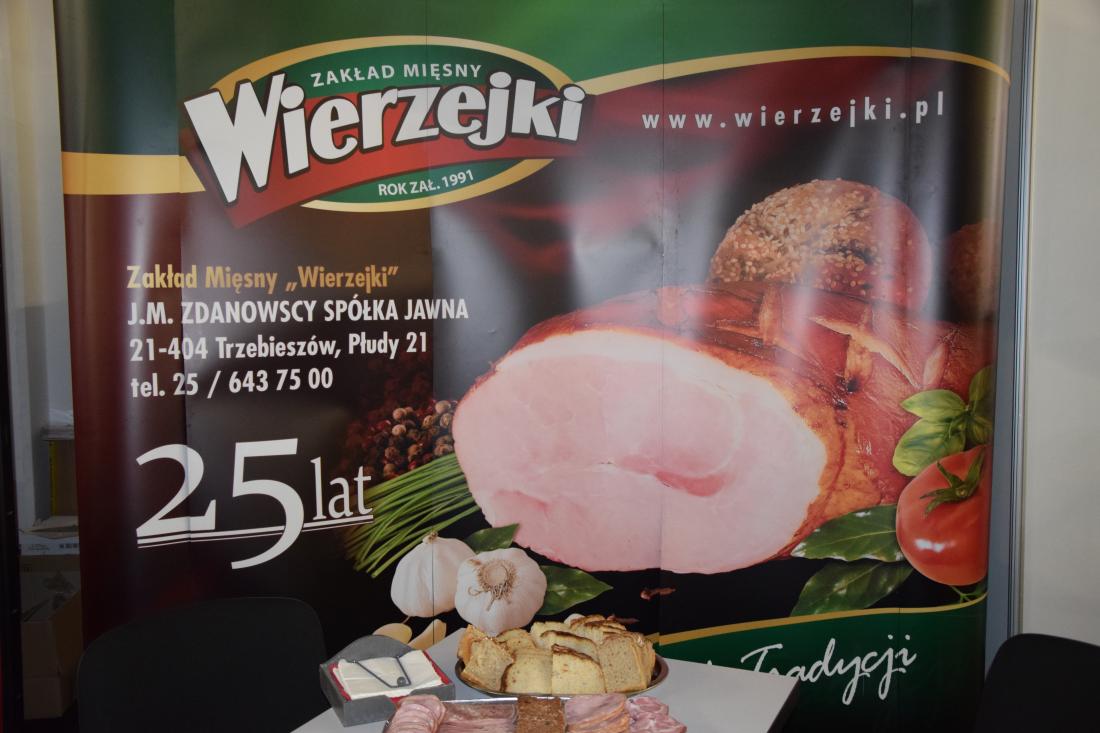 ZAKŁAD MIĘSNY
Wierzejki
ROK ZAŁ. 1991
www.wierzejki.pl
Zakład Mięsny „Wierzejki”
J.M. ZDANOWSCY SPÓŁKA JAWNA
21-404 Trzebieszów, Płudy 21
tel. 25 / 643 75 00
25 lat
Tradycji